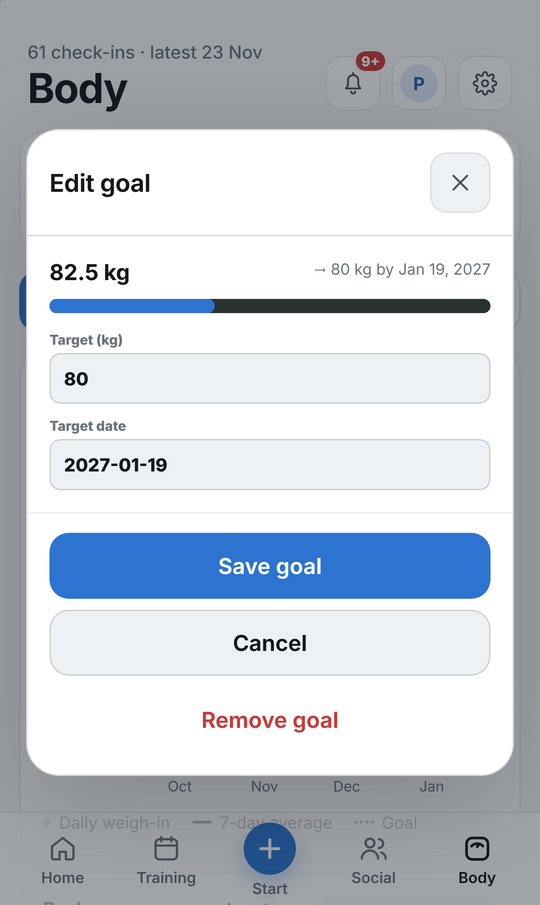 61 check-ins · latest 23 Nov
Body
9+
P
Edit goal
82.5 kg
→ 80 kg by Jan 19, 2027
Target (kg)
80
Target date
2027-01-19
Save goal
Cancel
Remove goal
Oct Nov Dec Jan
Daily weigh-in 7-day average Goal
Home Training Start Social Body